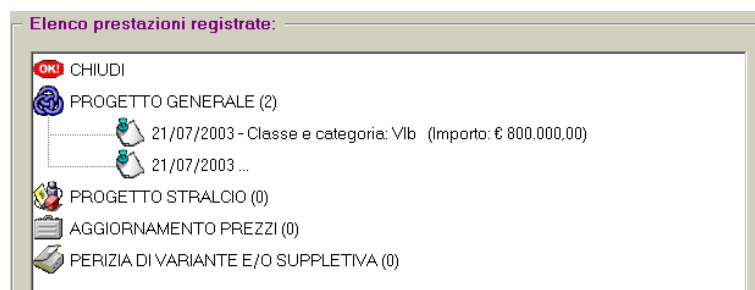 Elenco prestazioni registrate:
OK! CHIUDI
PROGETTO GENERALE (2)
21/07/2003 - Classe e categoria: VIb (Importo: € 800.000,00)
21/07/2003 ...
PROGETTO STRALCIO (0)
AGGIORNAMENTO PREZZI (0)
PERIZIA DI VARIANTE E/O SUPPLETIVA (0)